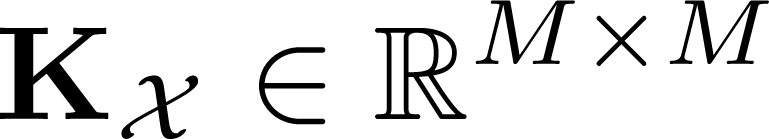 𝐊_𝒳 ∈ ℝ^{M×M}